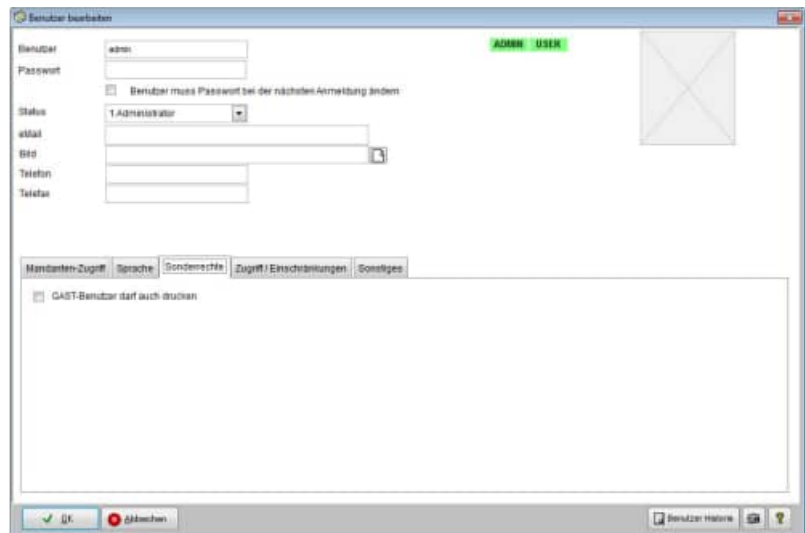 Benutzer bearbeiten
Benutzer admin
ADMIN USER
Passwort
Benutzer muss Passwort bei der nächsten Anmeldung ändern
Status 1.Administrator
eMail
Bild
Telefon
Telefax
Mandanten-Zugriff Sprache Sonderrechte Zugriff / Einschränkungen Sonstiges
GAST-Benutzer darf auch drucken
OK Abbrechen Benutzer Historie ?